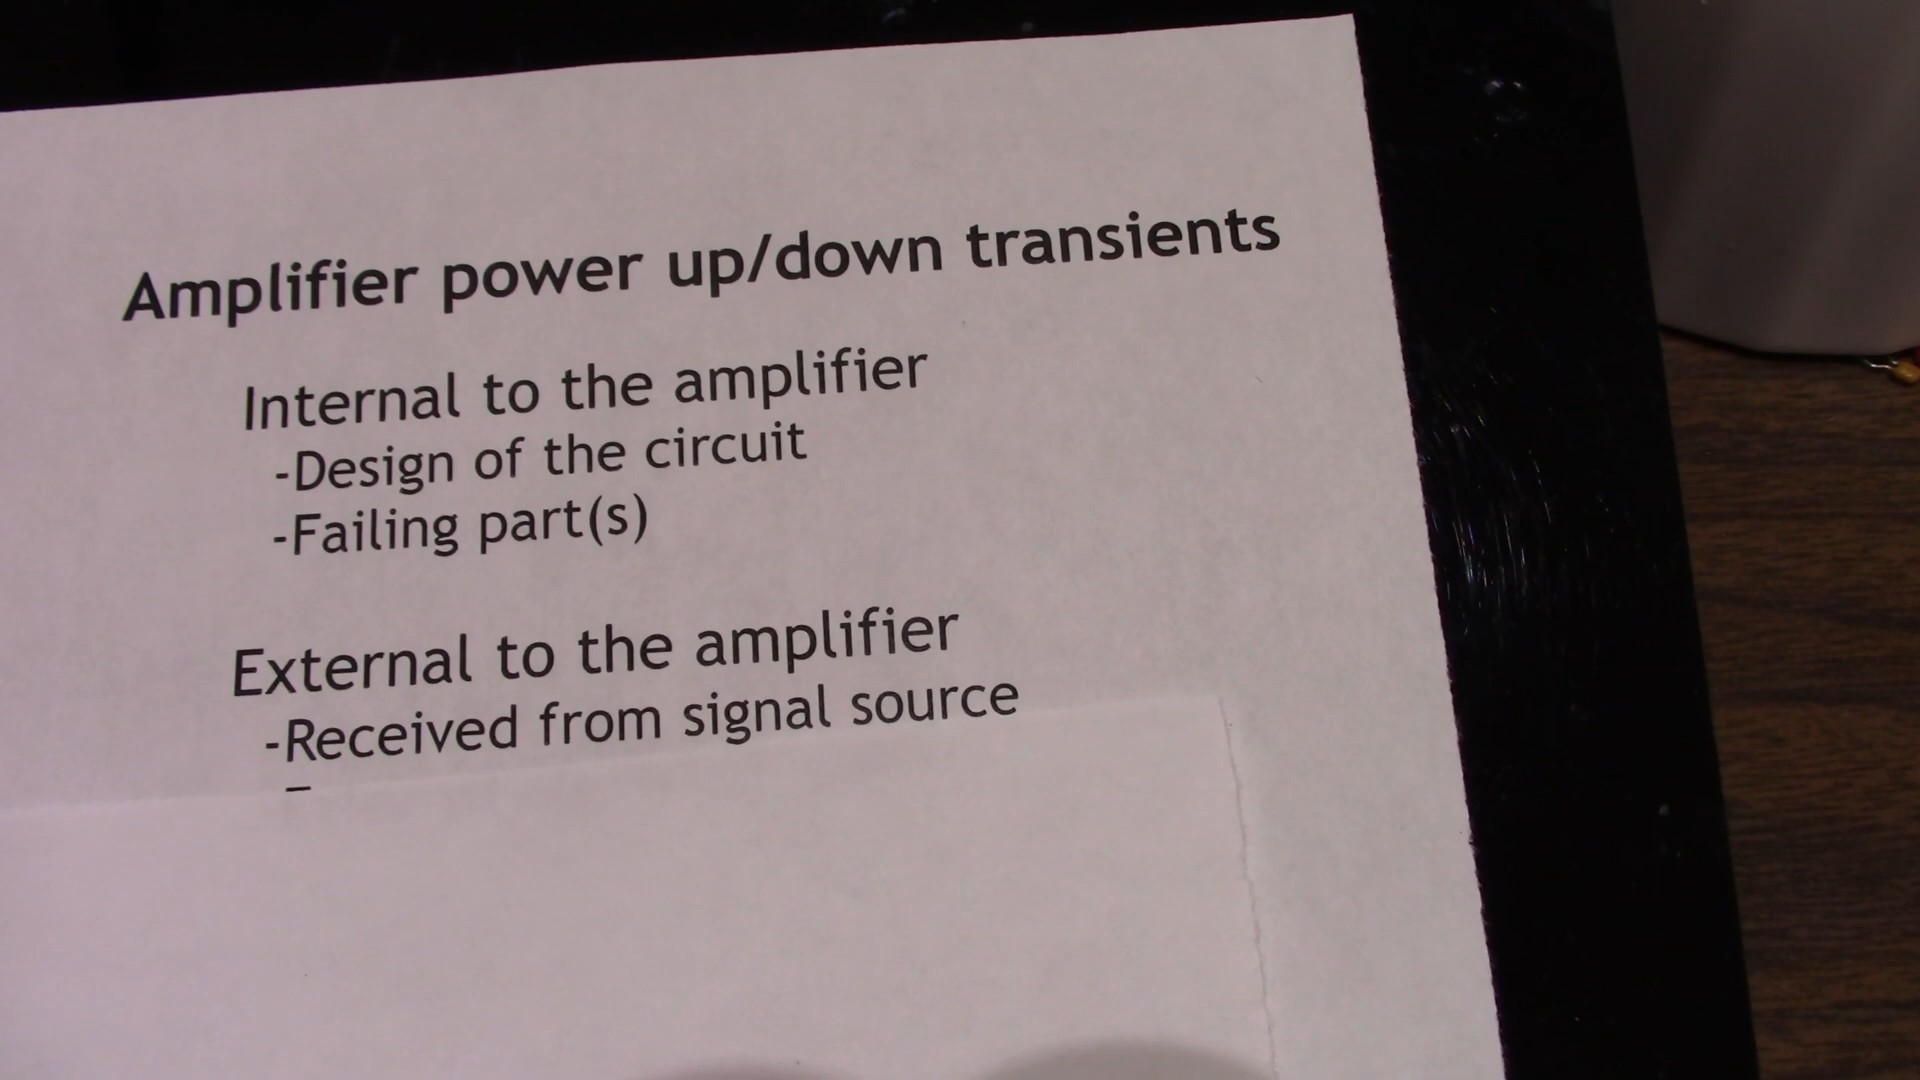 Amplifier power up/down transients
Internal to the amplifier
-Design of the circuit
-Failing part(s)
External to the amplifier
-Received from signal source